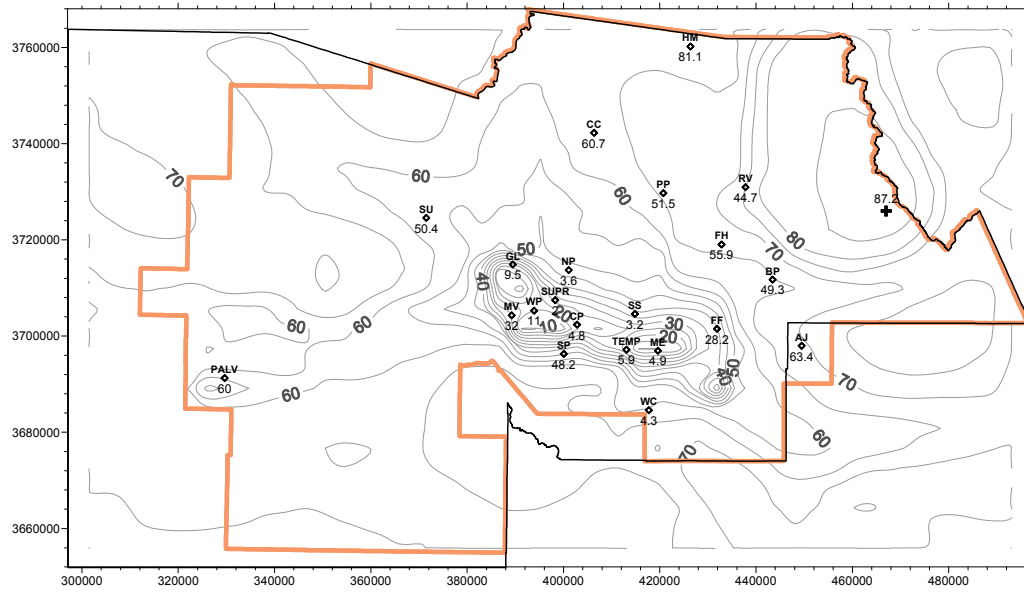 3760000
3740000
3720000
3700000
3680000
3660000
300000
320000
340000
360000
380000
400000
420000
440000
460000
480000
HM
81.1
CC
60.7
60
70
PP
51.5
RV
44.7
87.2
60
SU
50.4
80
FH
55.9
70
50
GL
9.5
NP
3.6
BP
49.3
40
SUPR
2
WP
11
MV
32
20
CP
4.8
10
SS
3.2
30
20
FF
28.2
60
60
SP
48.2
TEMP
5.9
ME
4.9
AJ
63.4
50
40
PALV
60
60
70
WC
4.3
60
70